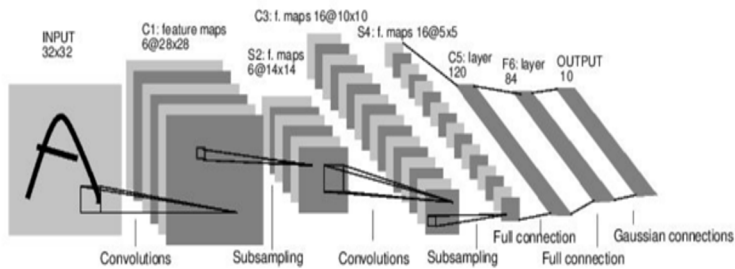 INPUT
32x32
C1: feature maps
6@28x28
S2: f. maps
6@14x14
C3: f. maps 16@10x10
S4: f. maps 16@5x5
C5: layer
120
F6: layer
84
OUTPUT
10
A
Convolutions
Subsampling
Convolutions
Subsampling
Full connection
Full connection
Gaussian connections